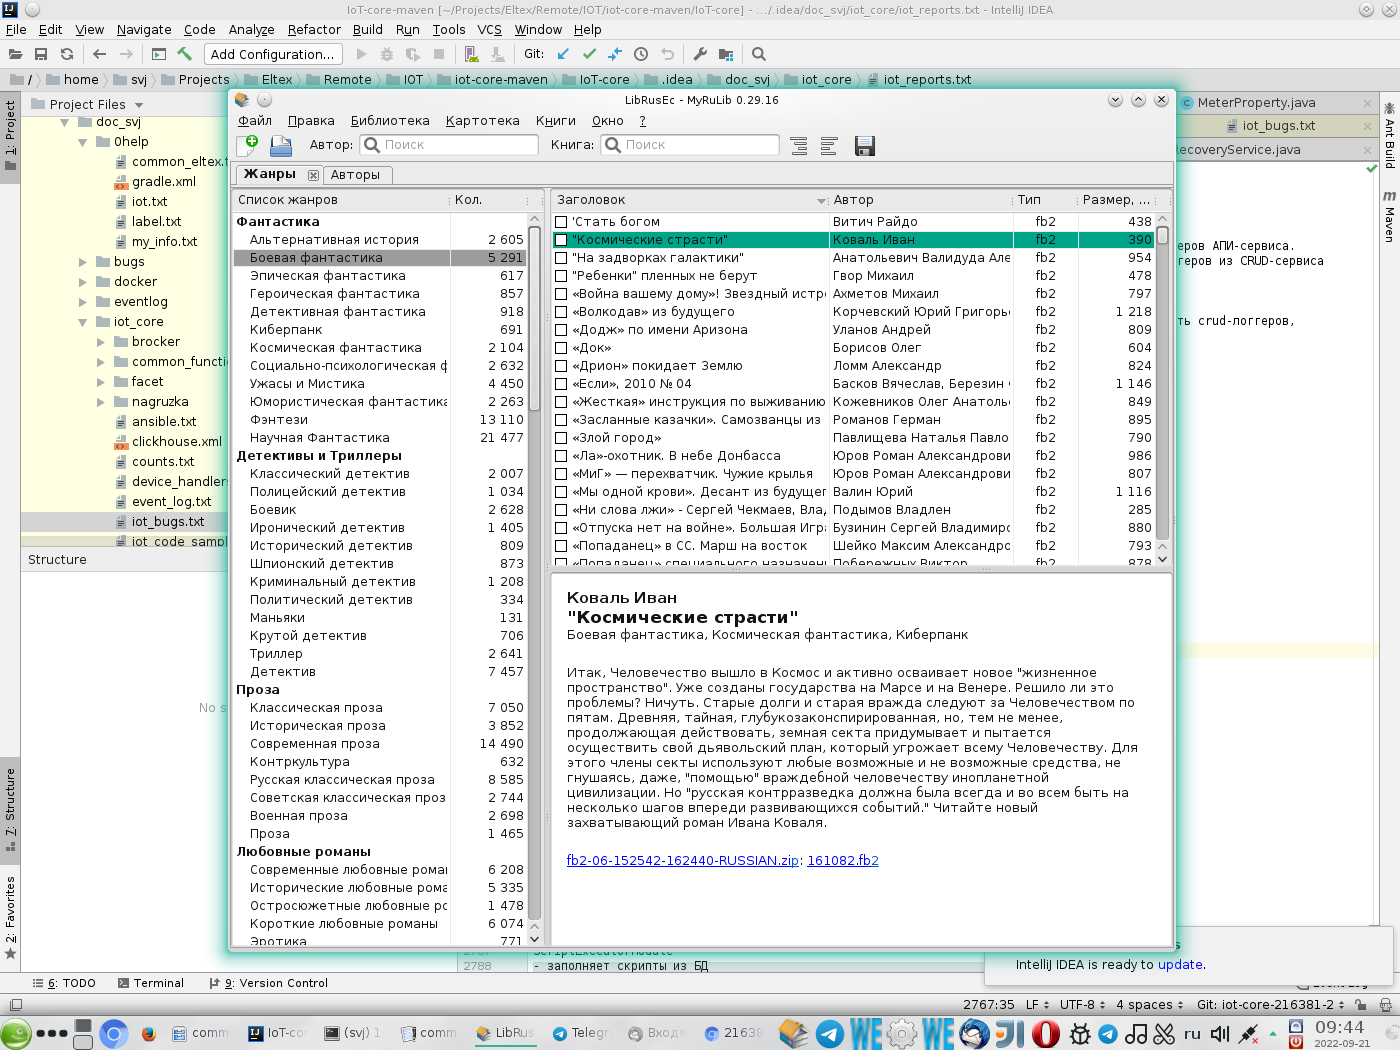 IoT-core-maven [~/Projects/Eltex/Remote/IOT/iot-core-maven/IoT-core] - .../.idea/doc_svj/iot_core/iot_reports.txt - IntelliJ IDEA
File Edit View Navigate Code Analyze Refactor Build Run Tools VCS Window Help
Add Configuration... Git:
/ home svj Projects Eltex Remote IOT iot-core-maven IoT-core .idea doc_svj iot_core iot_reports.txt
1: Project
Project Files
doc_svj
0help
common_eltex.t
gradle.xml
iot.txt
label.txt
my_info.txt
bugs
docker
eventlog
iot_core
brocker
common_functi
facet
nagruzka
ansible.txt
clickhouse.xml
counts.txt
device_handler
event_log.txt
iot_bugs.txt
iot_code_sampl
Structure
No s
7: Structure
2: Favorites
MeterProperty.java
iot_bugs.txt
ecoveryService.java
Ant Build
m Maven
еров АПИ-сервиса.
геров из CRUD-сервиса
ть crud-логгеров,
LibRusEc - MyRuLib 0.29.16
Файл Правка Библиотека Картотека Книги Окно ?
Автор: Поиск Книга: Поиск
Жанры Авторы
Список жанров Кол.
Фантастика
Альтернативная история 2 605
Боевая фантастика 5 291
Эпическая фантастика 617
Героическая фантастика 857
Детективная фантастика 918
Киберпанк 691
Космическая фантастика 2 104
Социально-психологическая ф 2 632
Ужасы и Мистика 4 450
Юмористическая фантастика 2 263
Фэнтези 13 110
Научная Фантастика 21 477
Детективы и Триллеры
Классический детектив 2 007
Полицейский детектив 1 034
Боевик 2 628
Иронический детектив 1 405
Исторический детектив 809
Шпионский детектив 873
Криминальный детектив 1 208
Политический детектив 334
Маньяки 131
Крутой детектив 706
Триллер 2 641
Детектив 7 457
Проза
Классическая проза 7 050
Историческая проза 3 852
Современная проза 14 490
Контркультура 632
Русская классическая проза 8 585
Советская классическая проз 2 744
Военная проза 2 698
Проза 1 465
Любовные романы
Современные любовные рома 6 208
Исторические любовные рома 5 335
Остросюжетные любовные рс 1 478
Короткие любовные романы 6 074
Эротика 771
Заголовок Автор Тип Размер, ...
'Стать богом Витич Райдо fb2 438
"Космические страсти" Коваль Иван fb2 390
"На задворках галактики" Анатольевич Валидуда Але fb2 954
"Ребенки" пленных не берут Гвор Михаил fb2 478
«Война вашему дому»! Звездный истр Ахметов Михаил fb2 797
«Волкодав» из будущего Корчевский Юрий Григорь fb2 1 218
«Додж» по имени Аризона Уланов Андрей fb2 809
«Док» Борисов Олег fb2 604
«Дрион» покидает Землю Ломм Александр fb2 824
«Если», 2010 № 04 Басков Вячеслав, Березин fb2 1 146
«Жесткая» инструкция по выживанию Кожевников Олег Анатоль fb2 849
«Засланные казачки». Самозванцы из Романов Герман fb2 895
«Злой город» Павлищева Наталья Павло fb2 790
«Ла»-охотник. В небе Донбасса Юров Роман Александрови fb2 986
«МиГ» — перехватчик. Чужие крылья Юров Роман Александрови fb2 807
«Мы одной крови». Десант из будущег Валин Юрий fb2 1 116
«Ни слова лжи» - Сергей Чекмаев, Вла, Подымов Владлен fb2 285
«Отпуска нет на войне». Большая Игр Бузинин Сергей Владимирс fb2 880
«Попаданец» в СС. Марш на восток Шейко Максим Александрс fb2 793
«Попаданец» специального назначен Побережных Виктор fb2 878
Коваль Иван
"Космические страсти"
Боевая фантастика, Космическая фантастика, Киберпанк
Итак, Человечество вышло в Космос и активно осваивает новое "жизненное
пространство". Уже созданы государства на Марсе и на Венере. Решило ли это
проблемы? Ничуть. Старые долги и старая вражда следуют за Человечеством по
пятам. Древняя, тайная, глубукозаконспирированная, но, тем не менее,
продолжающая действовать, земная секта придумывает и пытается
осуществить свой дьявольский план, который угрожает всему Человечеству. Для
этого члены секты используют любые возможные и не возможные средства, не
гнушаясь, даже, "помощью" враждебной человечеству инопланетной
цивилизации. Но "русская контрразведка должна была всегда и во всем быть на
несколько шагов впереди развивающихся событий." Читайте новый
захватывающий роман Ивана Коваля.
fb2-06-152542-162440-RUSSIAN.zip: 161082.fb2
2787 ScriptExecutorModule
2788 - заполняет скрипты из БД
s
IntelliJ IDEA is ready to update.
6: TODO Terminal 9: Version Control Event Log
2767:35 LF UTF-8 4 spaces Git: iot-core-216381-2
comm IoT-co (svj) 1 comm LibRus Telegr Входя 21638 WE WE ru 09:44
2022-09-21